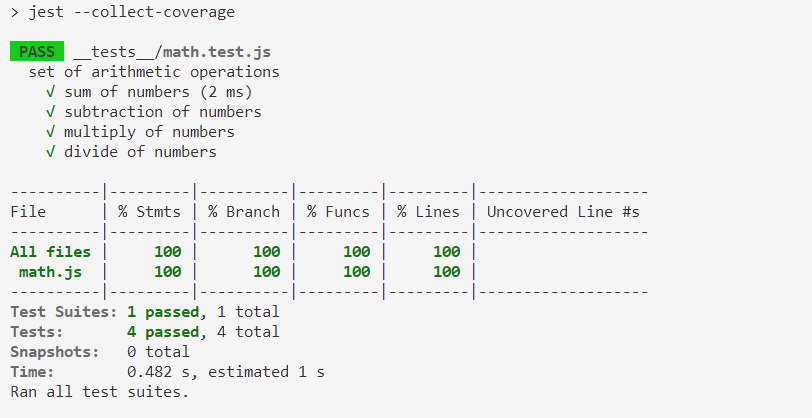 > jest --collect-coverage
PASS __tests__/math.test.js
set of arithmetic operations
√ sum of numbers (2 ms)
√ subtraction of numbers
√ multiply of numbers
√ divide of numbers
----------|---------|----------|---------|---------|-------------------
File      | % Stmts | % Branch | % Funcs | % Lines | Uncovered Line #s
----------|---------|----------|---------|---------|-------------------
All files |     100 |      100 |     100 |     100 |
 math.js  |     100 |      100 |     100 |     100 |
----------|---------|----------|---------|---------|-------------------
Test Suites: 1 passed, 1 total
Tests:       4 passed, 4 total
Snapshots:   0 total
Time:        0.482 s, estimated 1 s
Ran all test suites.